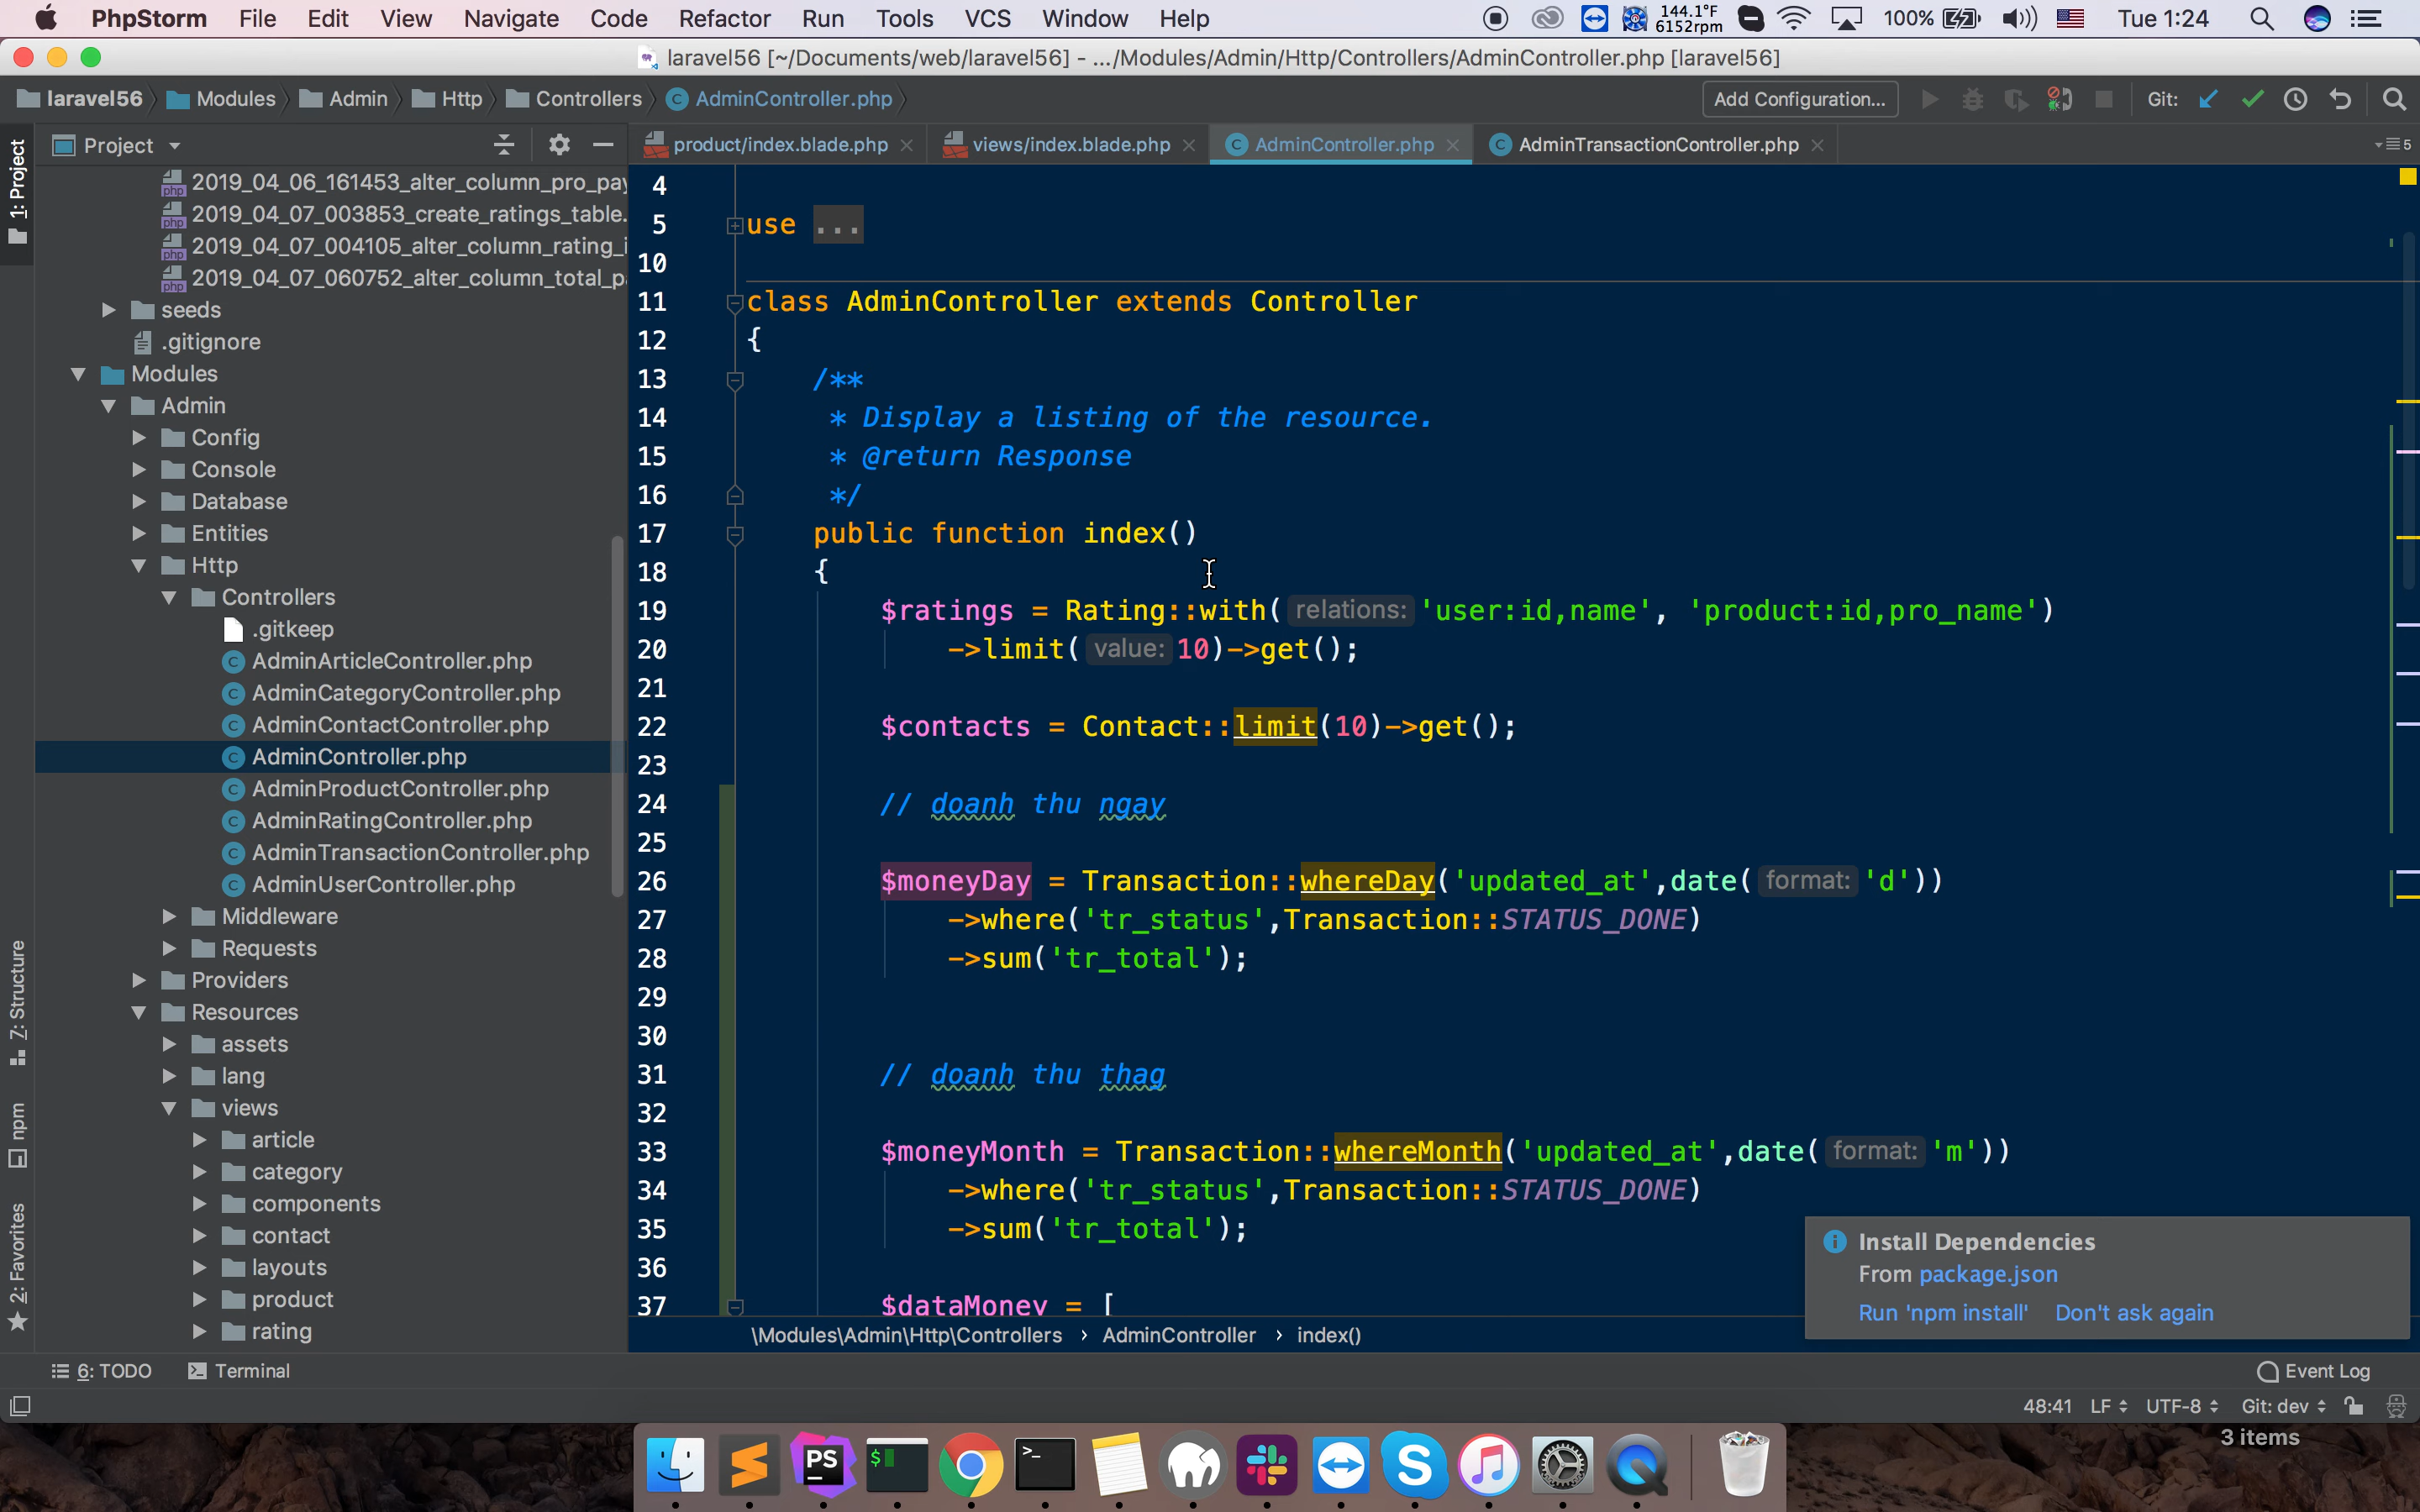 PhpStorm File Edit View Navigate Code Refactor Run Tools VCS Window Help 144.1°F 6152rpm 100% Tue 1:24
laravel56 [~/Documents/web/laravel56] - .../Modules/Admin/Http/Controllers/AdminController.php [laravel56]
laravel56 Modules Admin Http Controllers AdminController.php Add Configuration... Git:
Project product/index.blade.php views/index.blade.php AdminController.php AdminTransactionController.php 5
1: Project
Z: Structure
npm
2: Favorites
2019_04_06_161453_alter_column_pro_pay
2019_04_07_003853_create_ratings_table.
2019_04_07_004105_alter_column_rating_i
2019_04_07_060752_alter_column_total_p
seeds
.gitignore
Modules
Admin
Config
Console
Database
Entities
Http
Controllers
.gitkeep
AdminArticleController.php
AdminCategoryController.php
AdminContactController.php
AdminController.php
AdminProductController.php
AdminRatingController.php
AdminTransactionController.php
AdminUserController.php
Middleware
Requests
Providers
Resources
assets
lang
views
article
category
components
contact
layouts
product
rating
4
5 use ...
10
11 class AdminController extends Controller
12 {
13 /**
14 * Display a listing of the resource.
15 * @return Response
16 */
17 public function index()
18 {
19 $ratings = Rating::with( relations: 'user:id,name', 'product:id,pro_name')
20 ->limit( value: 10)->get();
21
22 $contacts = Contact::limit(10)->get();
23
24 // doanh thu ngay
25
26 $moneyDay = Transaction::whereDay('updated_at',date( format: 'd'))
27 ->where('tr_status',Transaction::STATUS_DONE)
28 ->sum('tr_total');
29
30
31 // doanh thu thag
32
33 $moneyMonth = Transaction::whereMonth('updated_at',date( format: 'm'))
34 ->where('tr_status',Transaction::STATUS_DONE)
35 ->sum('tr_total');
36
37 $dataMoney = [
\Modules\Admin\Http\Controllers › AdminController › index()
Install Dependencies
From package.json
Run 'npm install' Don't ask again
6: TODO Terminal Event Log
48:41 LF UTF-8 Git: dev
3 items
PS
$
>_
S